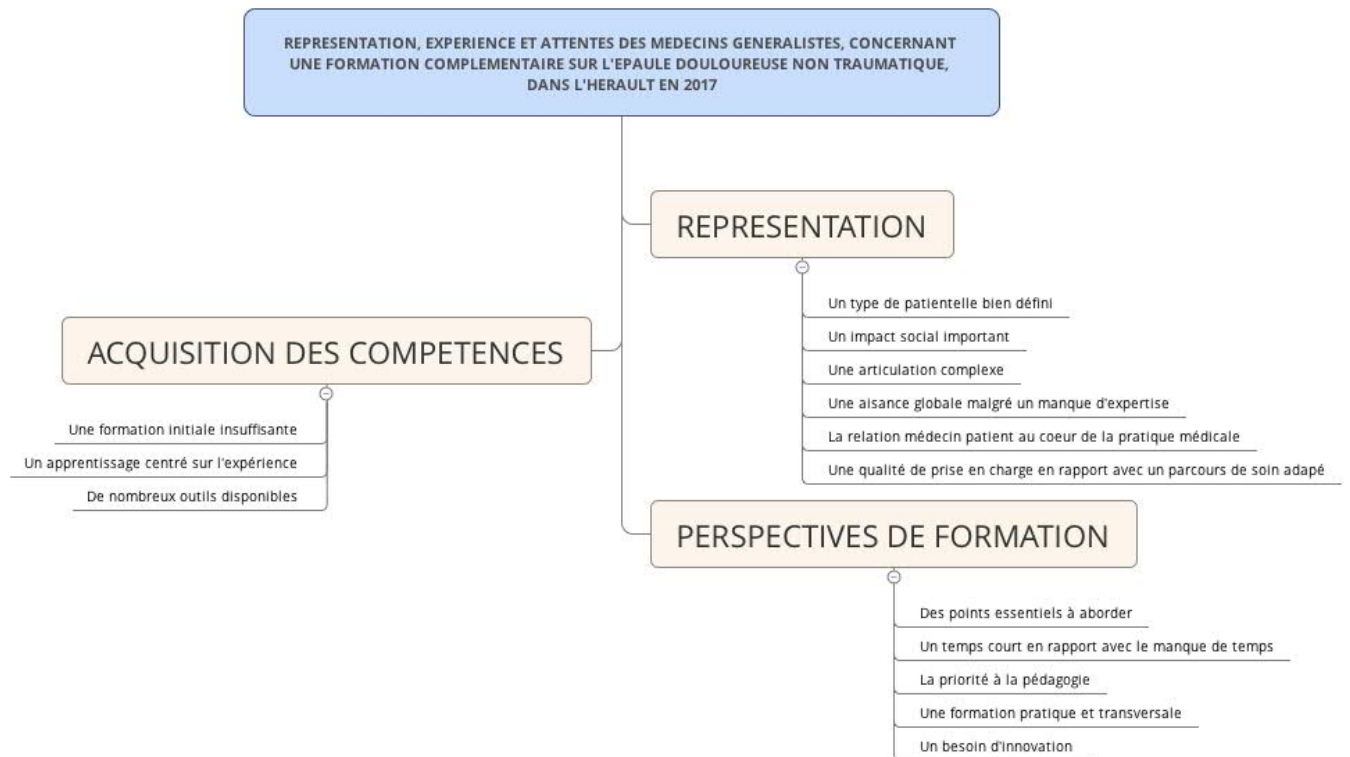 REPRESENTATION, EXPERIENCE ET ATTENTES DES MEDECINS GENERALISTES, CONCERNANT
UNE FORMATION COMPLEMENTAIRE SUR L'EPAULE DOULOUREUSE NON TRAUMATIQUE,
DANS L'HERAULT EN 2017
REPRESENTATION
Un type de patientelle bien défini
Un impact social important
Une articulation complexe
Une aisance globale malgré un manque d'expertise
La relation médecin patient au coeur de la pratique médicale
Une qualité de prise en charge en rapport avec un parcours de soin adapé
ACQUISITION DES COMPETENCES
Une formation initiale insuffisante
Un apprentissage centré sur l'expérience
De nombreux outils disponibles
PERSPECTIVES DE FORMATION
Des points essentiels à aborder
Un temps court en rapport avec le manque de temps
La priorité à la pédagogie
Une formation pratique et transversale
Un besoin d'innovation